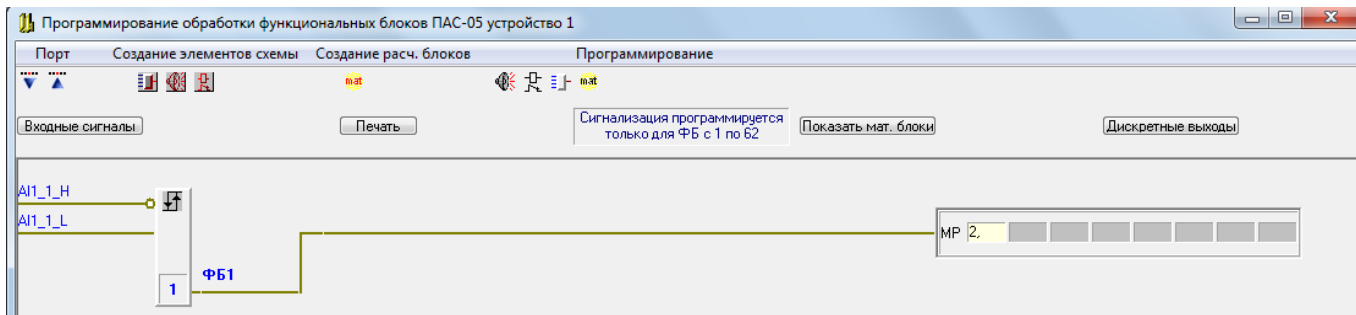 Программирование обработки функциональных блоков ПАС-05 устройство 1
Порт Создание элементов схемы Создание расч. блоков Программирование
mat mat
Входные сигналы Печать Сигнализация программируется только для ФБ с 1 по 62 Показать мат. блоки Дискретные выходы
AI1_1_H
AI1_1_L
МР 2,
ФБ1
1